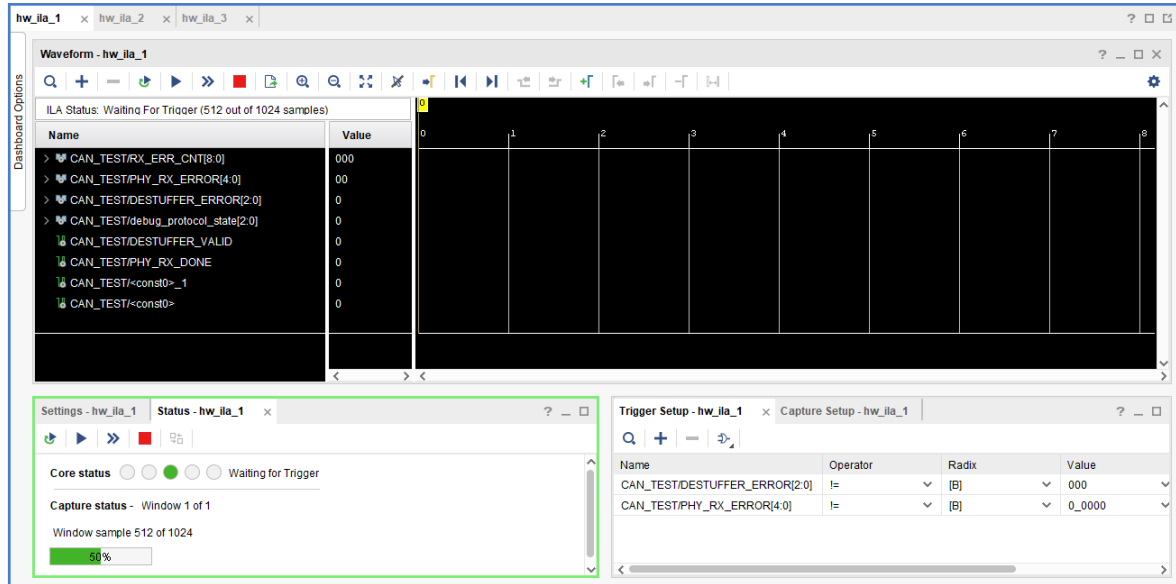 hw_ila_1 × hw_ila_2 × hw_ila_3 ×
Dashboard Options
Waveform - hw_ila_1
ILA Status: Waiting For Trigger (512 out of 1024 samples)
0
Name Value
0 1 2 3 4 5 6 7 8
CAN_TEST/RX_ERR_CNT[8:0] 000
CAN_TEST/PHY_RX_ERROR[4:0] 00
CAN_TEST/DESTUFFER_ERROR[2:0] 0
CAN_TEST/debug_protocol_state[2:0] 0
CAN_TEST/DESTUFFER_VALID 0
CAN_TEST/PHY_RX_DONE 0
CAN_TEST/<const0>_1 0
CAN_TEST/<const0> 0
Settings - hw_ila_1 Status - hw_ila_1 ×
Core status Waiting for Trigger
Capture status - Window 1 of 1
Window sample 512 of 1024
50%
Trigger Setup - hw_ila_1 × Capture Setup - hw_ila_1
Name Operator Radix Value
CAN_TEST/DESTUFFER_ERROR[2:0] != [B] 000
CAN_TEST/PHY_RX_ERROR[4:0] != [B] 0_0000